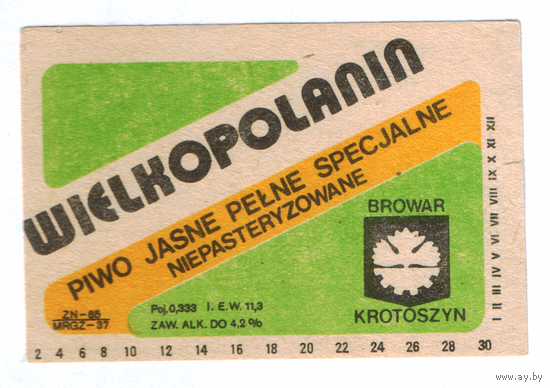 WIELKOPOLANIN
PIWO JASNE PEŁNE SPECJALNE
NIEPASTERYZOWANE
BROWAR
KROTOSZYN
ZN-85
MRGZ-37
Poj. 0,333 I. E.W. 11,3
ZAW. ALK. DO 4,2%
I II III IV V VI VII VIII IX X XI XII
2 4 6 8 10 12 14 16 18 20 22 24 26 28 30
www.ay.by